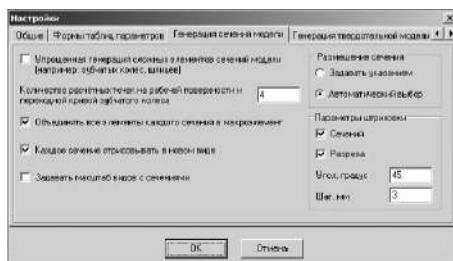 Настройки
Общие
Формы таблиц параметров
Генерация сечений модели
Генерация твердотельной модели
Упрощенная генерация сложных элементов сечений модели
(например: зубчатых колес, шлицев)
Количество расчётных точек на рабочей поверхности и
переходной кривой зубчатого колеса
4
Объединять все элементы каждого сечения в макроэлемент
Каждое сечение отрисовывать в новом виде
Задавать масштаб видов с сечениями
Размещение сечения
Задавать указанием
Автоматический выбор
Параметры штриховки
Сечения
Разреза
Угол, градус
45
Шаг, мм
3
OK
Отмена